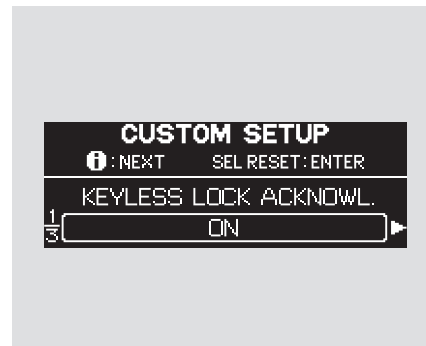 CUSTOM SETUP
i : NEXT SEL RESET : ENTER
KEYLESS LOCK ACKNOWL.
1/3 ON